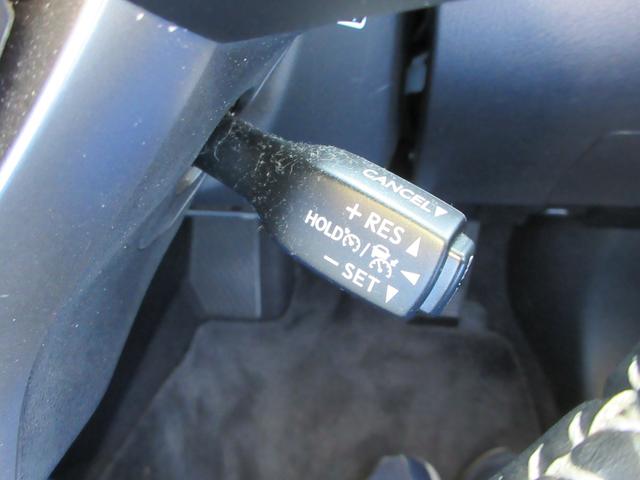 CANCEL▼
+ RES ▲
HOLD / ◀
− SET ▼